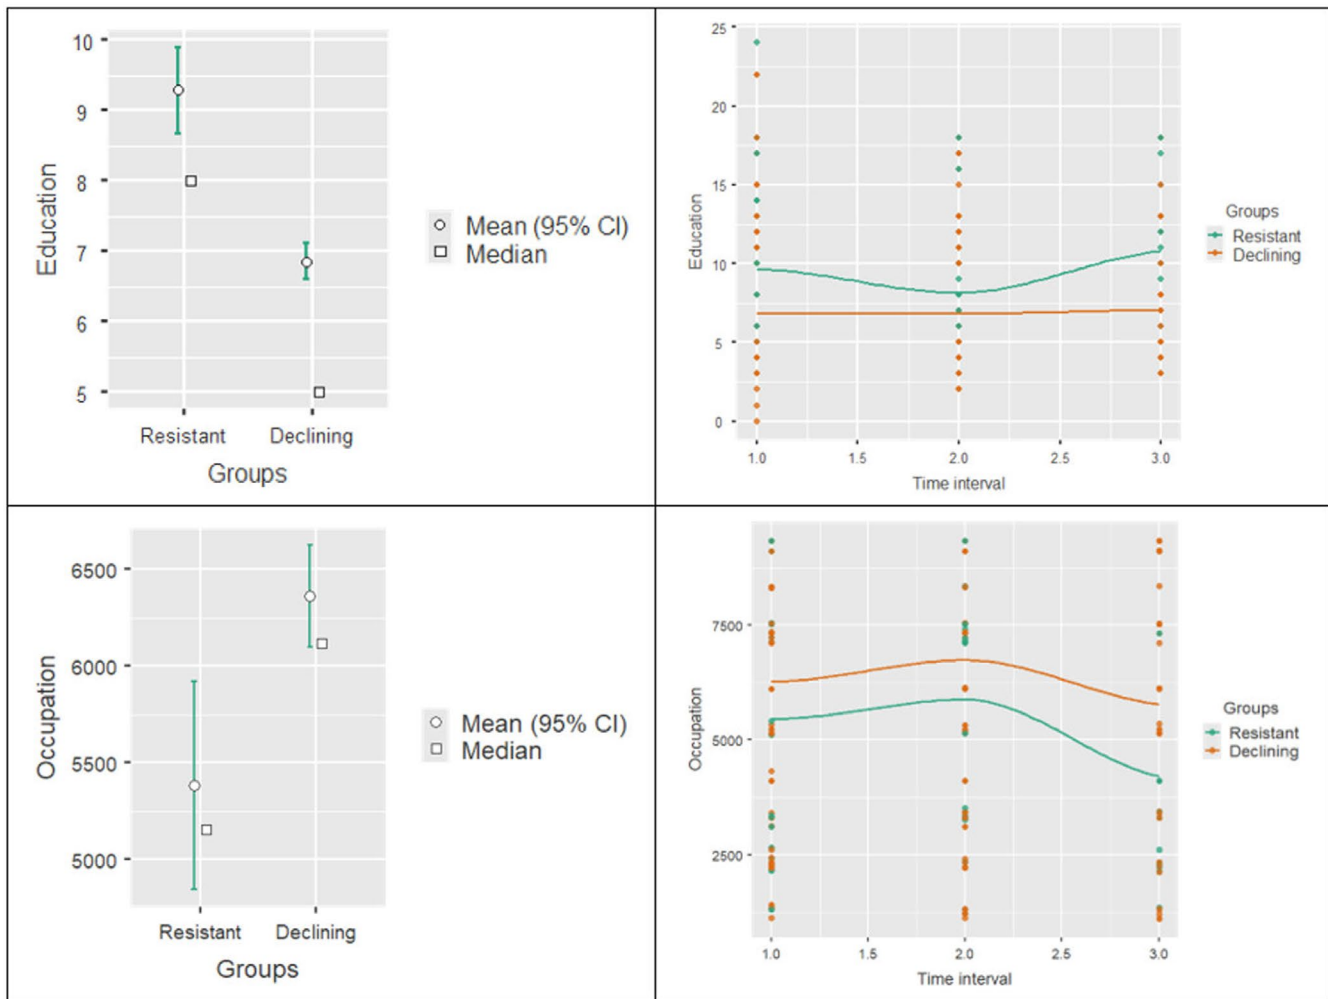 10
9
8
7
6
5
Education
Resistant Declining
Groups
Mean (95% CI)
Median
25
20
15
10
5
0
Education
1.0 1.5 2.0 2.5 3.0
Time interval
Groups
Resistant
Declining
6500
6000
5500
5000
Occupation
Resistant Declining
Groups
Mean (95% CI)
Median
7500
5000
2500
Occupation
1.0 1.5 2.0 2.5 3.0
Time interval
Groups
Resistant
Declining